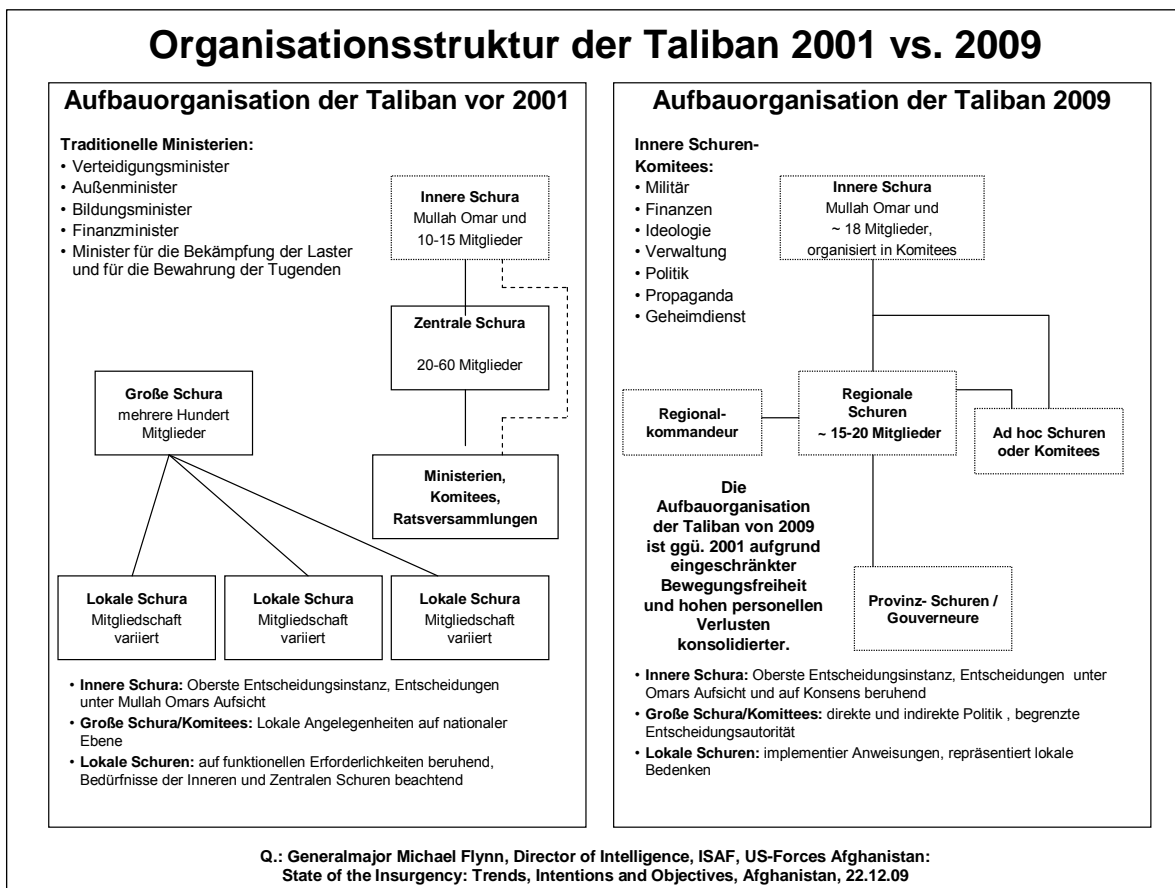 Organisationsstruktur der Taliban 2001 vs. 2009
Aufbauorganisation der Taliban vor 2001
Traditionelle Ministerien:
• Verteidigungsminister
• Außenminister
• Bildungsminister
• Finanzminister
• Minister für die Bekämpfung der Laster
und für die Bewahrung der Tugenden
Innere Schura
Mullah Omar und
10-15 Mitglieder
Zentrale Schura
20-60 Mitglieder
Große Schura
mehrere Hundert
Mitglieder
Ministerien,
Komitees,
Ratsversammlungen
Lokale Schura
Mitgliedschaft
variiert
Lokale Schura
Mitgliedschaft
variiert
Lokale Schura
Mitgliedschaft
variiert
• Innere Schura: Oberste Entscheidungsinstanz, Entscheidungen
unter Mullah Omars Aufsicht
• Große Schura/Komitees: Lokale Angelegenheiten auf nationaler
Ebene
• Lokale Schuren: auf funktionellen Erforderlichkeiten beruhend,
Bedürfnisse der Inneren und Zentralen Schuren beachtend
Aufbauorganisation der Taliban 2009
Innere Schuren-
Komitees:
• Militär
• Finanzen
• Ideologie
• Verwaltung
• Politik
• Propaganda
• Geheimdienst
Innere Schura
Mullah Omar und
~ 18 Mitglieder,
organisiert in Komitees
Regional-
kommandeur
Regionale
Schuren
~ 15-20 Mitglieder
Ad hoc Schuren
oder Komitees
Die
Aufbauorganisation
der Taliban von 2009
ist ggü. 2001 aufgrund
eingeschränkter
Bewegungsfreiheit
und hohen personellen
Verlusten
konsolidierter.
Provinz- Schuren /
Gouverneure
• Innere Schura: Oberste Entscheidungsinstanz, Entscheidungen unter
Omars Aufsicht und auf Konsens beruhend
• Große Schura/Komittees: direkte und indirekte Politik , begrenzte
Entscheidungsautorität
• Lokale Schuren: implementier Anweisungen, repräsentiert lokale
Bedenken
Q.: Generalmajor Michael Flynn, Director of Intelligence, ISAF, US-Forces Afghanistan:
State of the Insurgency: Trends, Intentions and Objectives, Afghanistan, 22.12.09